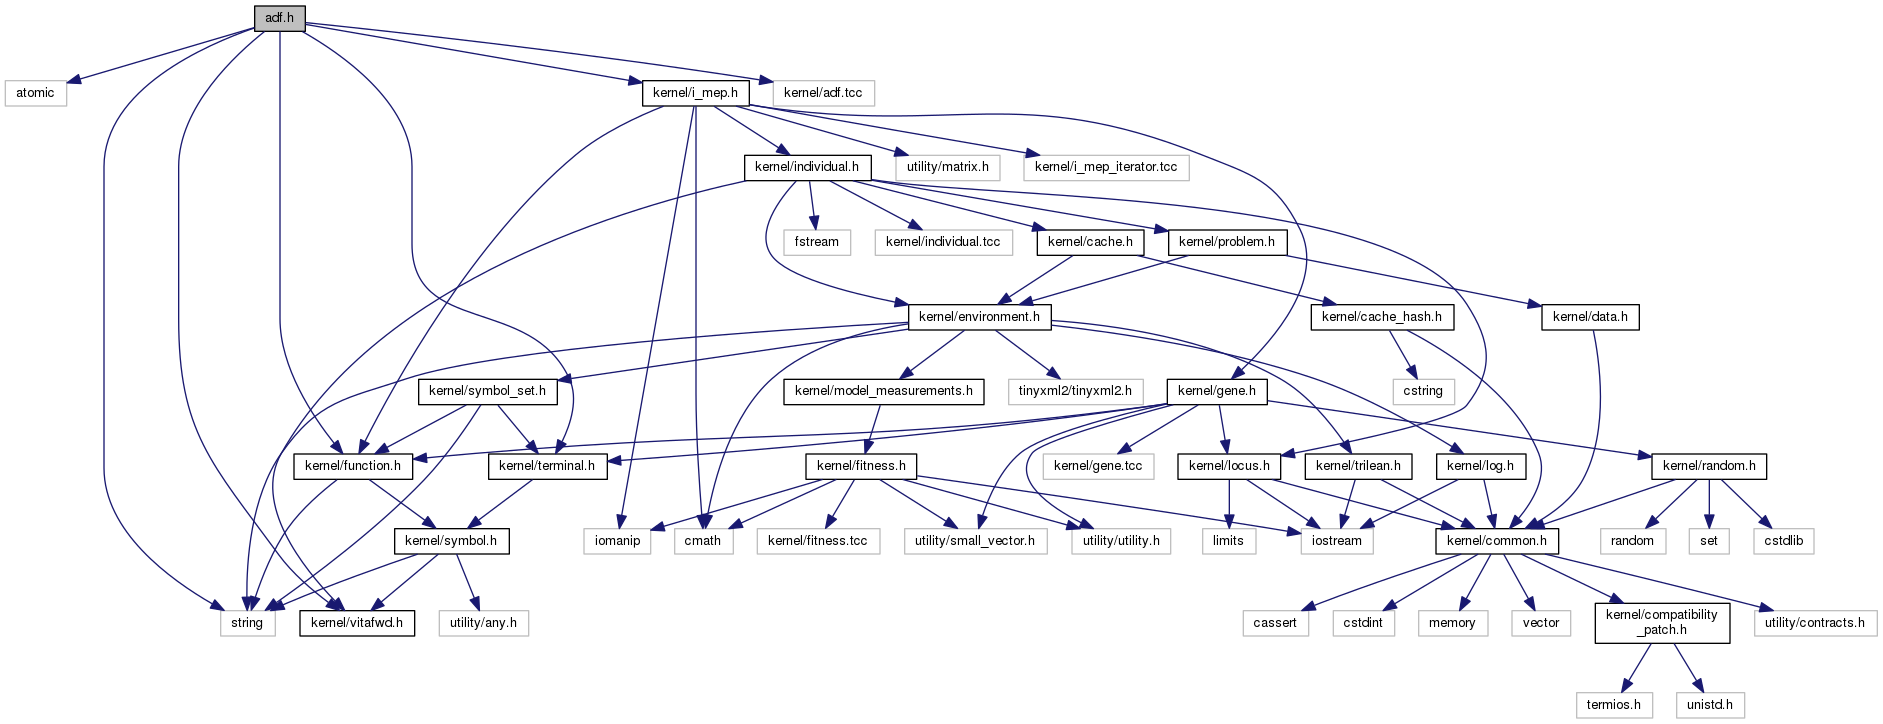 adf.h
atomic
kernel/i_mep.h
kernel/adf.tcc
kernel/individual.h
utility/matrix.h
kernel/i_mep_iterator.tcc
fstream
kernel/individual.tcc
kernel/cache.h
kernel/problem.h
kernel/environment.h
kernel/cache_hash.h
kernel/data.h
kernel/symbol_set.h
kernel/model_measurements.h
tinyxml2/tinyxml2.h
kernel/gene.h
cstring
kernel/function.h
kernel/terminal.h
kernel/fitness.h
kernel/gene.tcc
kernel/locus.h
kernel/trilean.h
kernel/log.h
kernel/random.h
kernel/symbol.h
iomanip
cmath
kernel/fitness.tcc
utility/small_vector.h
utility/utility.h
limits
iostream
kernel/common.h
random
set
cstdlib
string
kernel/vitafwd.h
utility/any.h
cassert
cstdint
memory
vector
kernel/compatibility
_patch.h
utility/contracts.h
termios.h
unistd.h